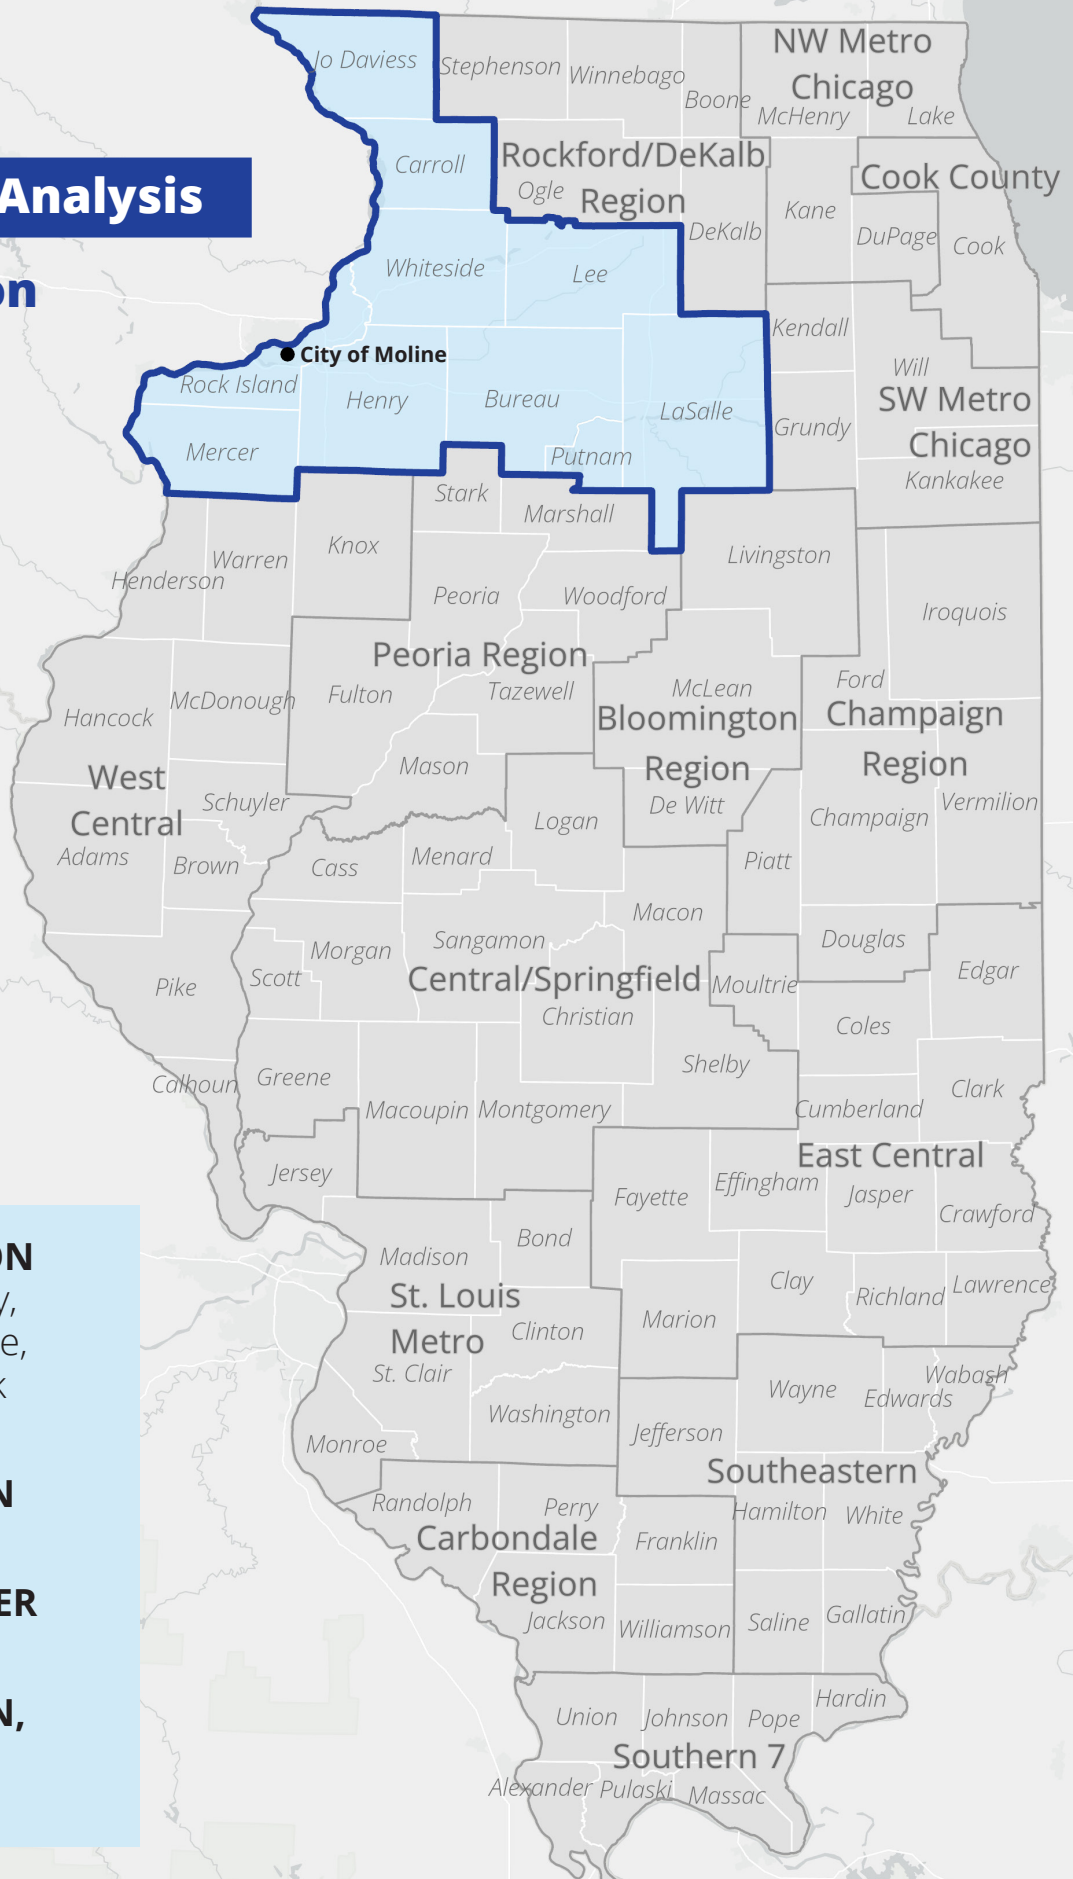 Jo Daviess
Stephenson
Winnebago
Boone
NW Metro
Chicago
McHenry
Lake
Carroll
Rockford/DeKalb
Region
Ogle
DeKalb
Kane
Cook County
DuPage
Cook
Analysis
Whiteside
Lee
on
Kendall
City of Moline
Will
Rock Island
Henry
Bureau
LaSalle
SW Metro
Chicago
Grundy
Mercer
Putnam
Kankakee
Stark
Marshall
Knox
Warren
Henderson
Livingston
Peoria
Woodford
Iroquois
Peoria Region
Fulton
Tazewell
McLean
Bloomington
Region
Ford
Champaign
Region
McDonough
Hancock
Mason
West
Central
Schuyler
De Witt
Vermilion
Logan
Champaign
Adams
Brown
Cass
Menard
Piatt
Macon
Morgan
Sangamon
Douglas
Scott
Central/Springfield
Moultrie
Edgar
Pike
Christian
Coles
Shelby
Calhoun
Greene
Clark
Macoupin
Montgomery
Cumberland
East Central
Jersey
Fayette
Effingham
Jasper
Crawford
ON
y,
e,
k
N
ER
N,
Bond
Madison
St. Louis
Metro
Clay
Richland
Lawrence
Clinton
Marion
St. Clair
Wayne
Edwards
Wabash
Washington
Jefferson
Monroe
Southeastern
Randolph
Perry
Hamilton
White
Carbondale
Region
Franklin
Jackson
Williamson
Saline
Gallatin
Union
Johnson
Pope
Hardin
Southern 7
Alexander
Pulaski
Massac